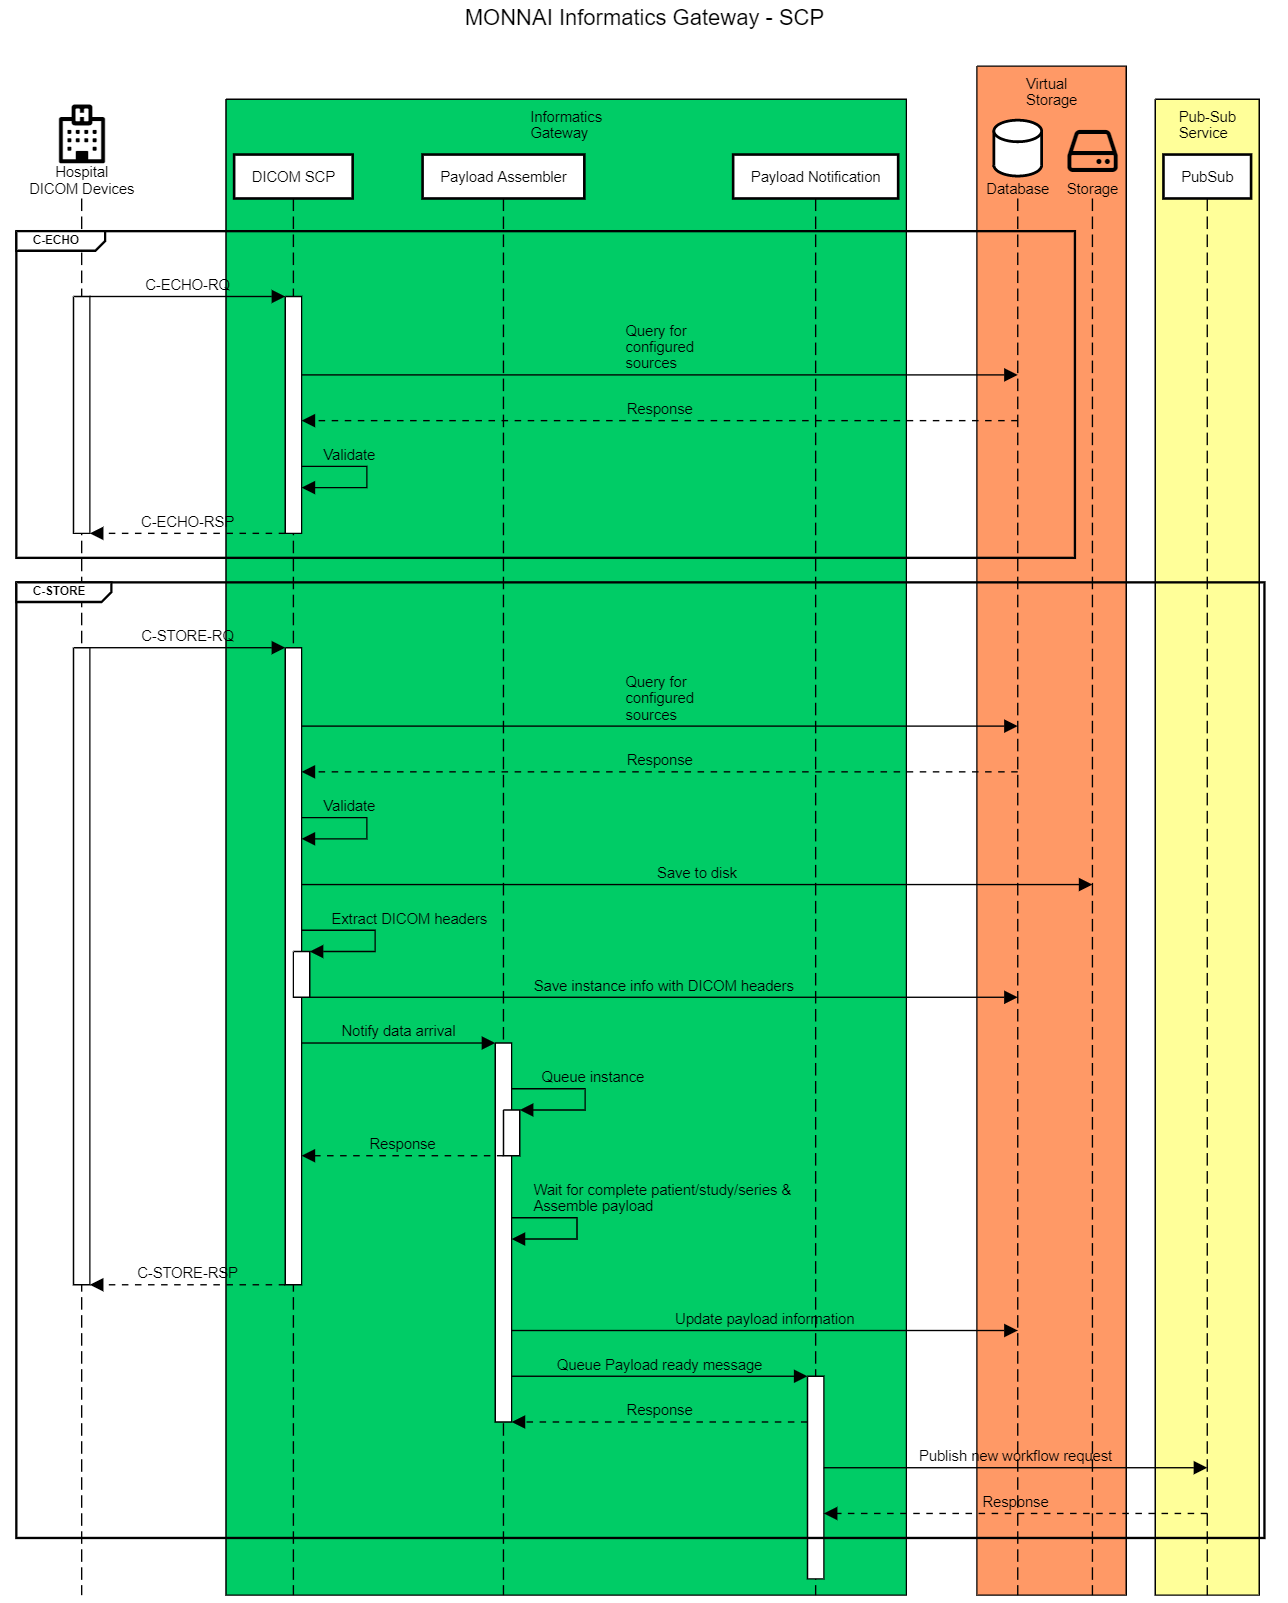 MONNAI Informatics Gateway - SCP
Virtual
Storage
Informatics
Gateway
Pub-Sub
Service
Hospital
DICOM Devices
DICOM SCP
Payload Assembler
Payload Notification
Database
Storage
PubSub
C-ECHO
C-ECHO-RQ
Query for
configured
sources
Response
Validate
C-ECHO-RSP
C-STORE
C-STORE-RQ
Query for
configured
sources
Response
Validate
Save to disk
Extract DICOM headers
Save instance info with DICOM headers
Notify data arrival
Queue instance
Response
Wait for complete patient/study/series &
Assemble payload
C-STORE-RSP
Update payload information
Queue Payload ready message
Response
Publish new workflow request
Response